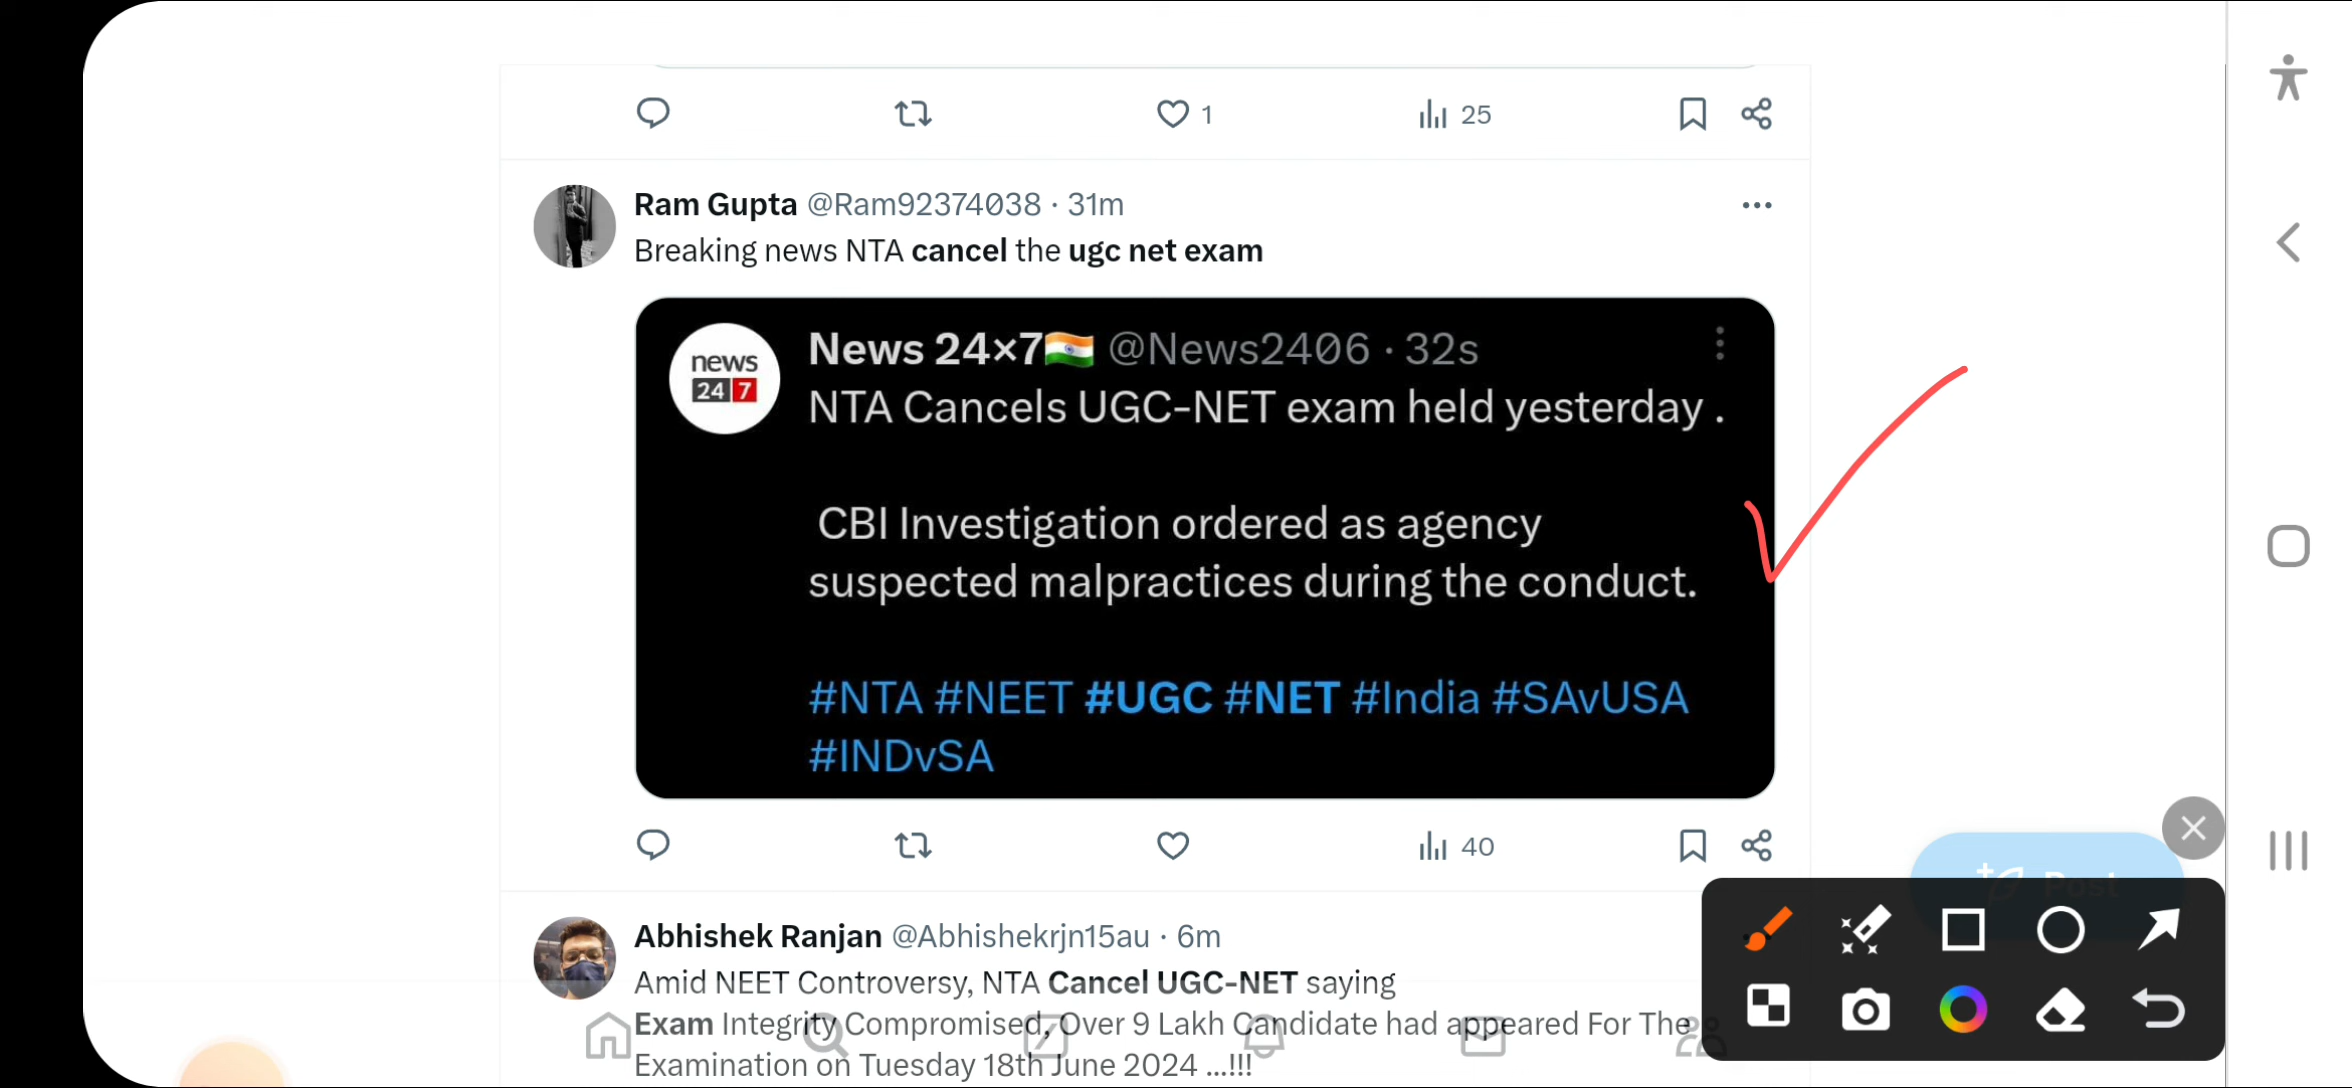 1
25
Ram Gupta @Ram92374038 · 31m
Breaking news NTA cancel the ugc net exam
news
24 7
News 24×7🇮🇳 @News2406 · 32s
NTA Cancels UGC-NET exam held yesterday .
CBI Investigation ordered as agency
suspected malpractices during the conduct.
#NTA #NEET #UGC #NET #India #SAvUSA
#INDvSA
40
Post
Abhishek Ranjan @Abhishekrjn15au · 6m
Amid NEET Controversy, NTA Cancel UGC-NET saying
Exam Integrity Compromised, Over 9 Lakh Candidate had appeared For The
Examination on Tuesday 18th June 2024 ...!!!